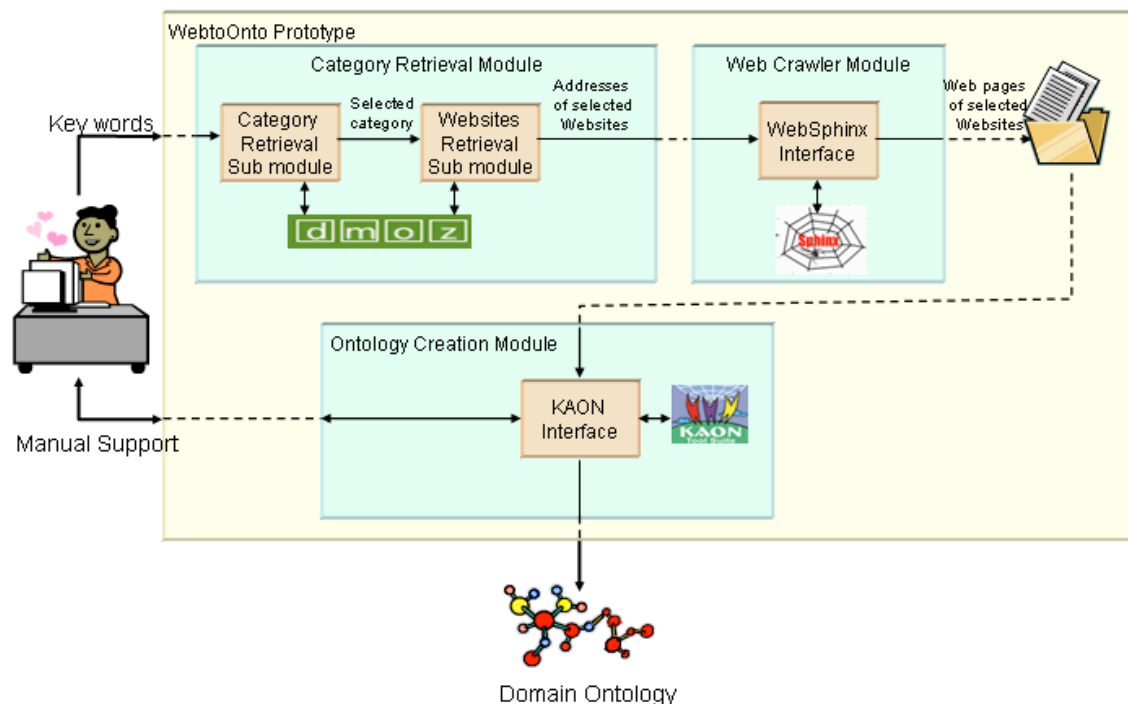 WebtoOnto Prototype
Category Retrieval Module
Web Crawler Module
Key words
Category
Retrieval
Sub module
Selected
category
Websites
Retrieval
Sub module
Addresses
of selected
Websites
WebSphinx
Interface
Web pages
of selected
Websites
dmoz
Sphinx
Ontology Creation Module
KAON
Interface
KAON
Tool Suite
Manual Support
Domain Ontology